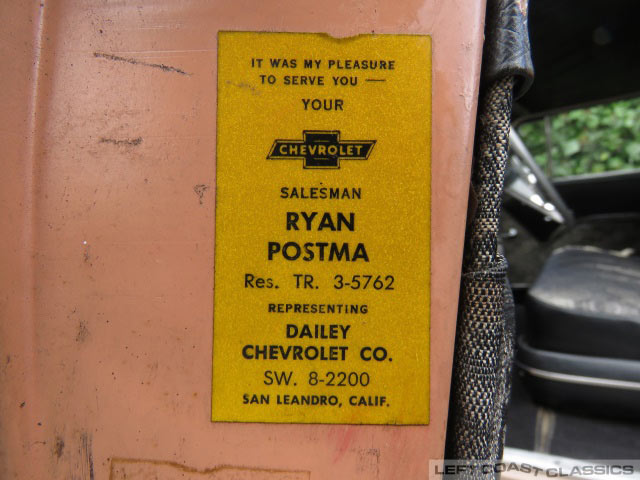 IT WAS MY PLEASURE
TO SERVE YOU —
YOUR
CHEVROLET
SALESMAN
RYAN
POSTMA
Res. TR. 3-5762
REPRESENTING
DAILEY
CHEVROLET CO.
SW. 8-2200
SAN LEANDRO, CALIF.
LEFT COAST CLASSICS